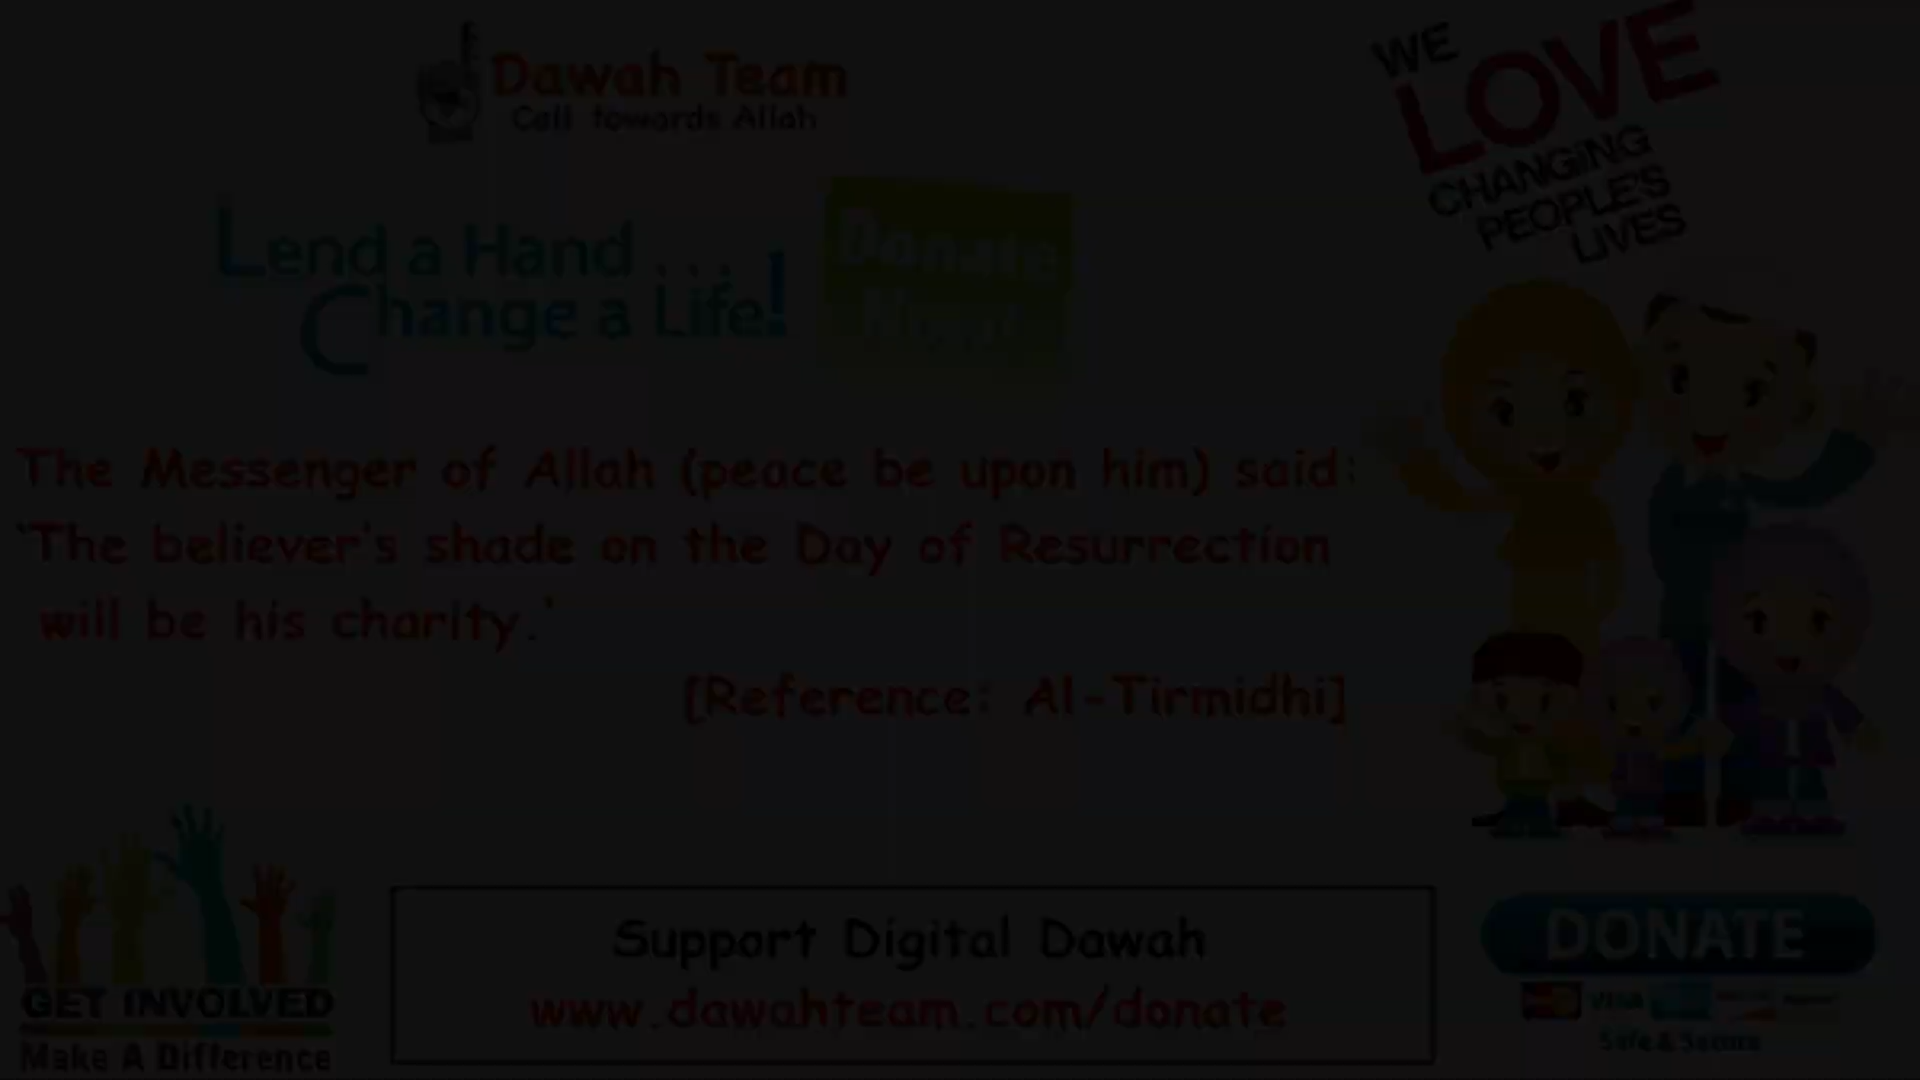 Dawah Team
Call towards Allah
WE
LOVE
CHANGING
PEOPLE'S
LIVES
Lend a Hand
Change a Life!
Donate
Now!
The Messenger of Allah (peace be upon him) said:
'The believer's shade on the Day of Resurrection
will be his charity.'
[Reference: Al-Tirmidhi]
GET INVOLVED
Make A Difference
Support Digital Dawah
www.dawahteam.com/donate
DONATE
VISA
Safe & Secure